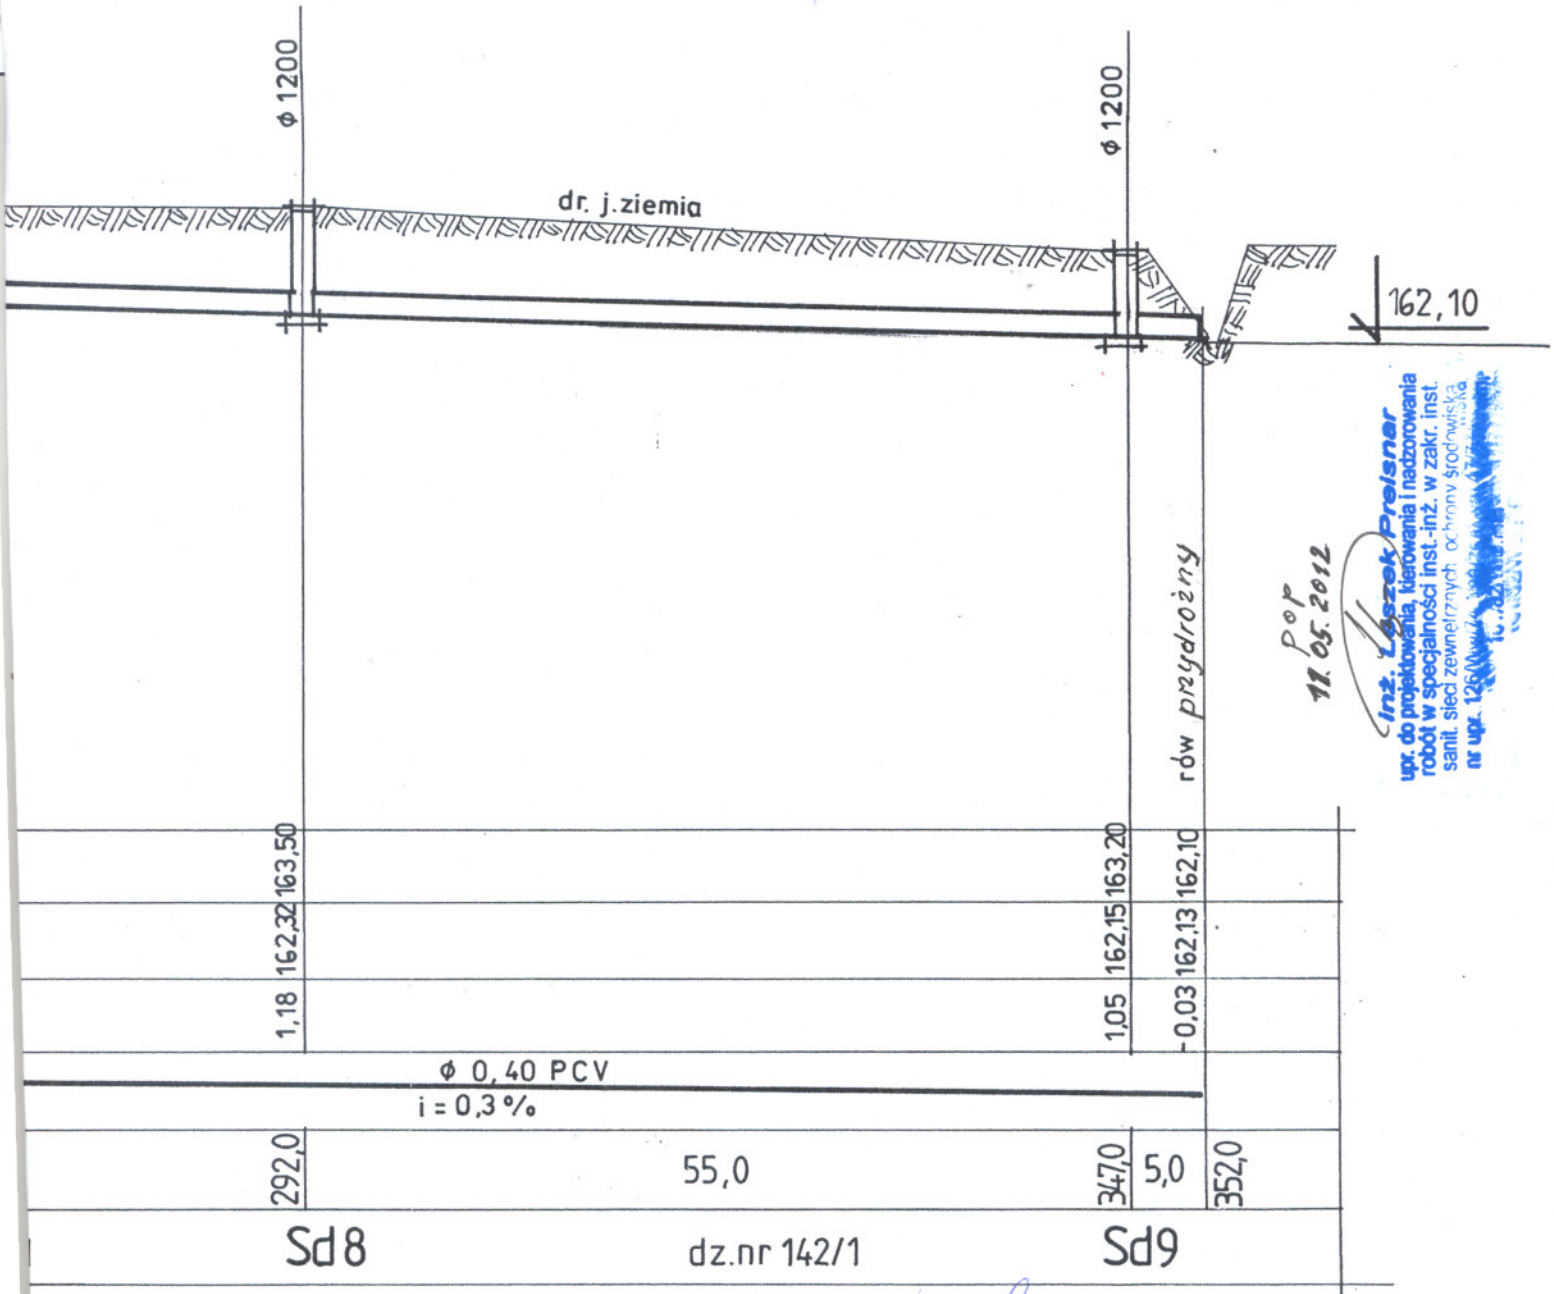 φ 1200
φ 1200
dr. j. ziemia
162,10
rów przydrożny
pop
11.05.2012
inż. Leszek Preisner
upr. do projektowania, kierowania i nadzorowania
robót w specjalności inst.-inż. w zakr. inst.
sanit. sieci zewnętrznych ochrony środowiska
nr upr. 126
163,50
163,20
162,10
162,32
162,15
162,13
1,18
1,05
-0,03
φ 0,40 PCV
i = 0,3 %
292,0
55,0
347,0
5,0
352,0
Sd8
dz.nr 142/1
Sd9